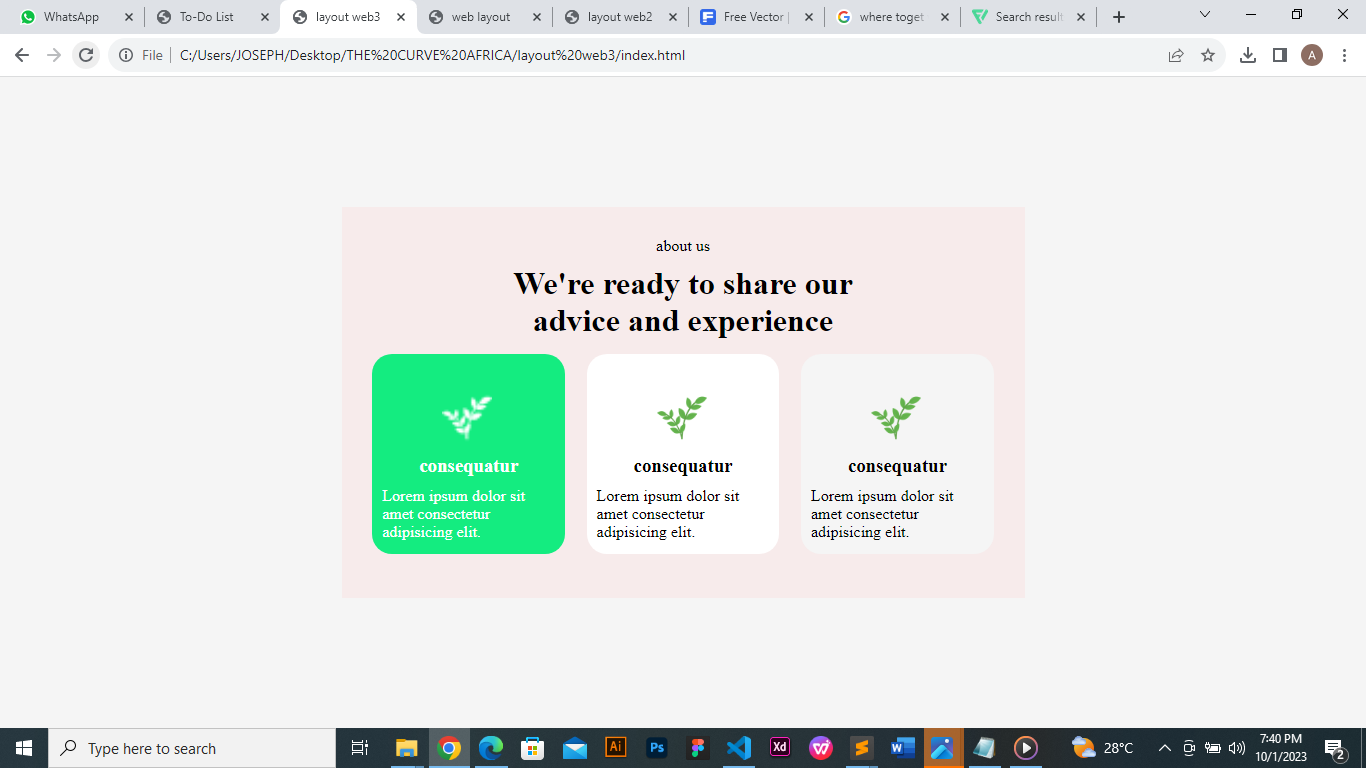 WhatsApp
To-Do List
layout web3
web layout
layout web2
Free Vector |
where toget
Search result
File
C:/Users/JOSEPH/Desktop/THE%20CURVE%20AFRICA/layout%20web3/index.html
A
about us
We're ready to share our
advice and experience
consequatur
Lorem ipsum dolor sit
amet consectetur
adipisicing elit.
consequatur
Lorem ipsum dolor sit
amet consectetur
adipisicing elit.
consequatur
Lorem ipsum dolor sit
amet consectetur
adipisicing elit.
Type here to search
Ai
Ps
Xd
28°C
7:40 PM
10/1/2023
2